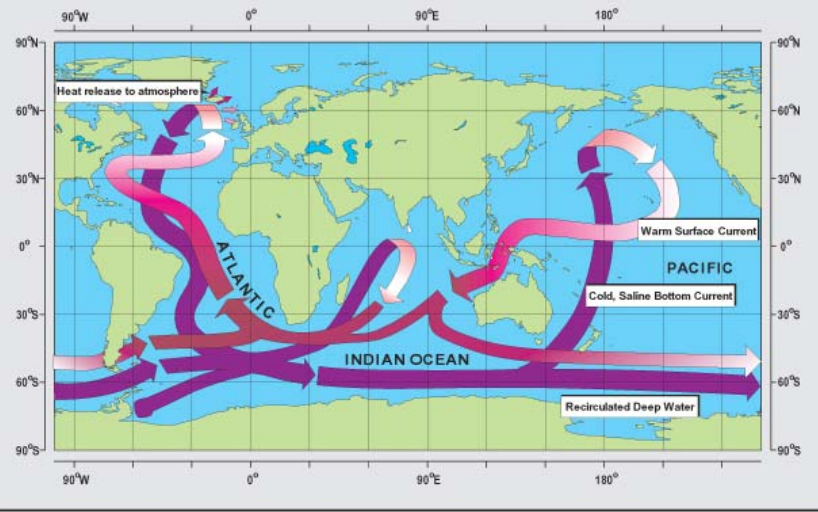 90°W 0° 90°E 180°
90°N 90°N
Heat release to atmosphere
60°N 60°N
30°N 30°N
Warm Surface Current
0° 0°
ATLANTIC
PACIFIC
Cold, Saline Bottom Current
30°S 30°S
INDIAN OCEAN
60°S 60°S
Recirculated Deep Water
90°S 90°S
90°W 0° 90°E 180°